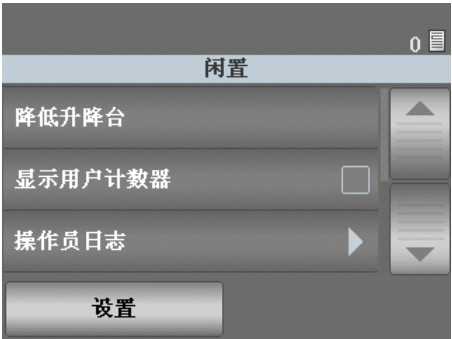 0
闲置
降低升降台
显示用户计数器
操作员日志
设置